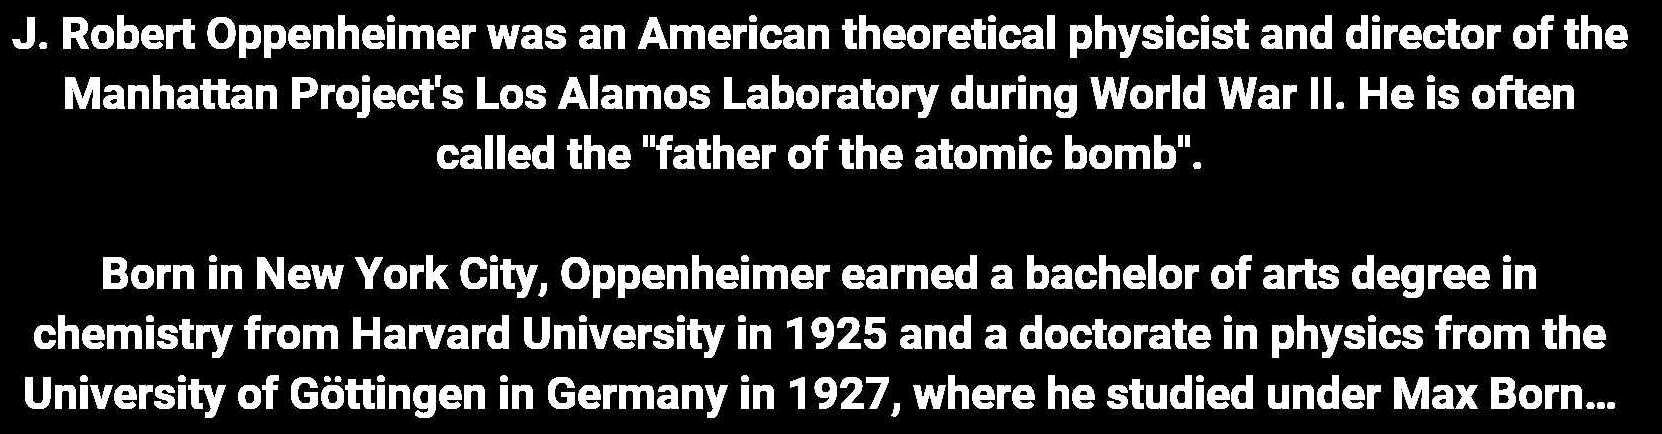 J. Robert Oppenheimer was an American theoretical physicist and director of the
Manhattan Project's Los Alamos Laboratory during World War II. He is often
called the "father of the atomic bomb".
Born in New York City, Oppenheimer earned a bachelor of arts degree in
chemistry from Harvard University in 1925 and a doctorate in physics from the
University of Göttingen in Germany in 1927, where he studied under Max Born...